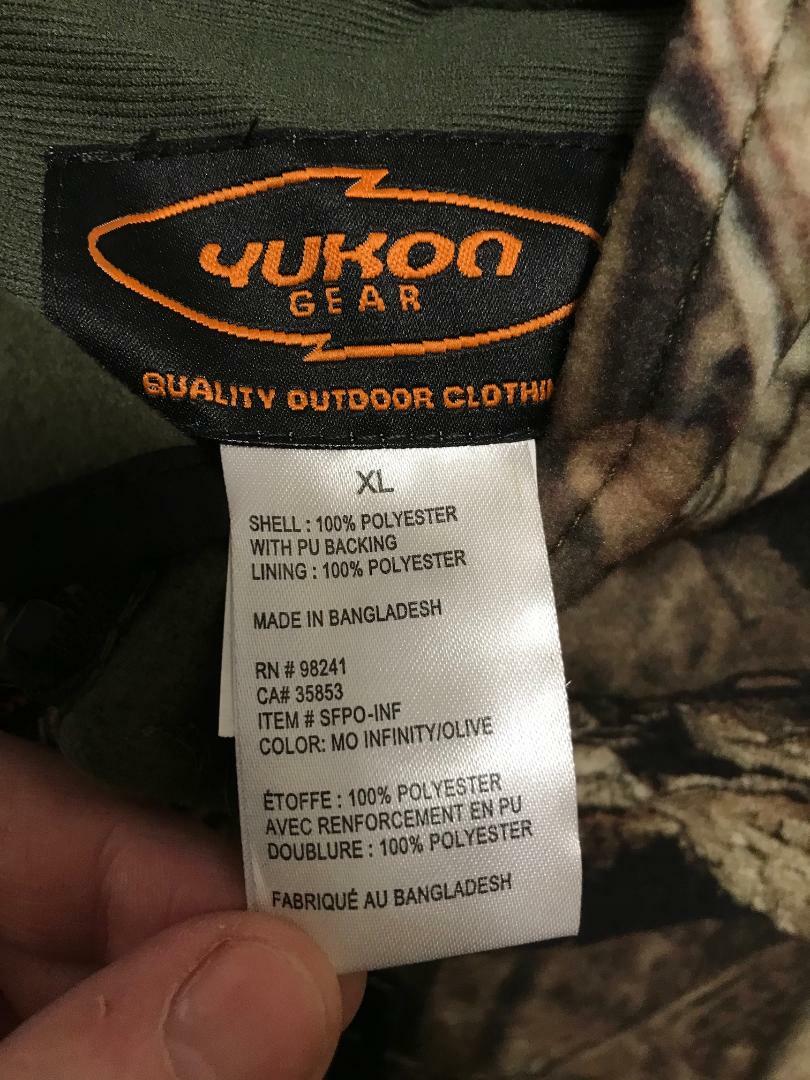 YUKON
GEAR
QUALITY OUTDOOR CLOTHI
XL
SHELL : 100% POLYESTER
WITH PU BACKING
LINING : 100% POLYESTER
MADE IN BANGLADESH
RN # 98241
CA# 35853
ITEM # SFPO-INF
COLOR: MO INFINITY/OLIVE
ÉTOFFE : 100% POLYESTER
AVEC RENFORCEMENT EN PU
DOUBLURE : 100% POLYESTER
FABRIQUÉ AU BANGLADESH